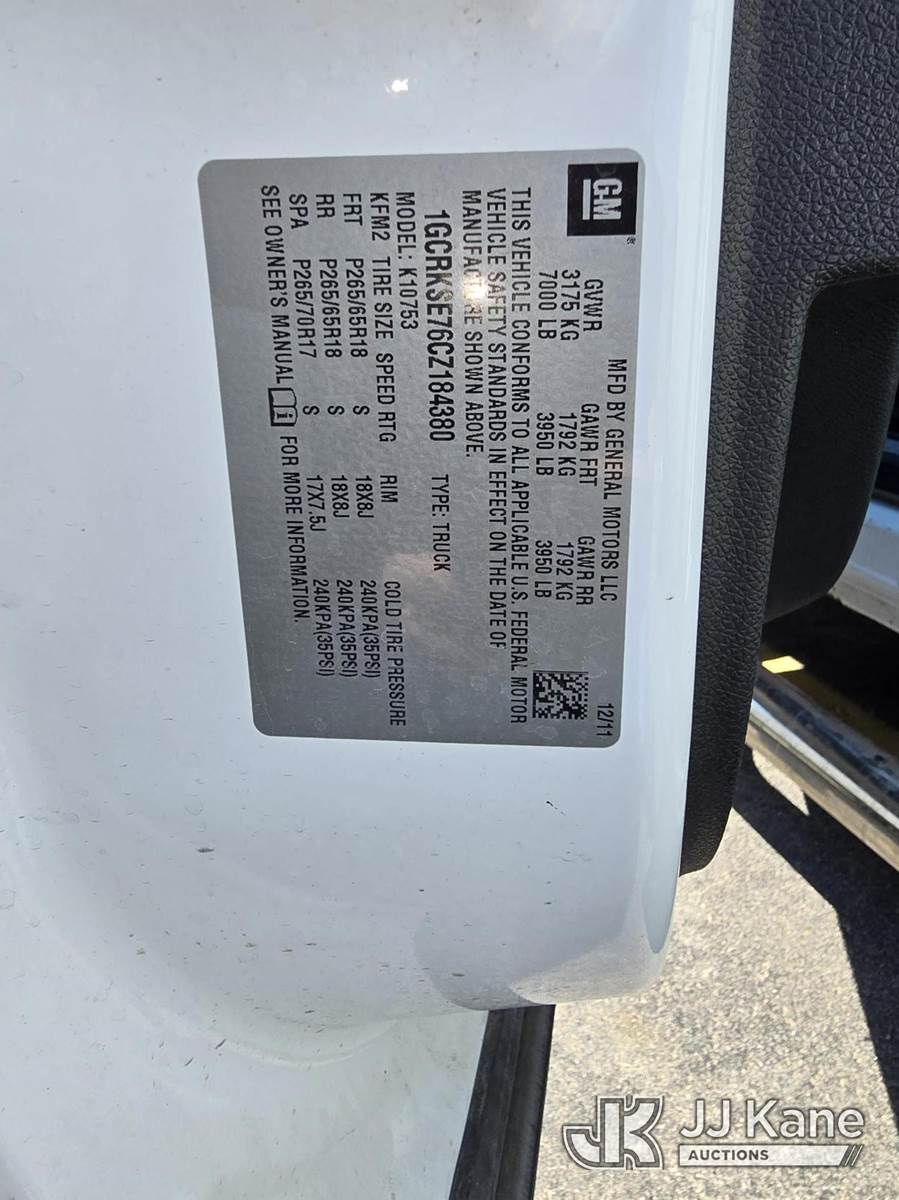 GM®
MFD BY GENERAL MOTORS LLC 12/11
GVWR GAWR FRT GAWR RR
3175 KG 1792 KG 1792 KG
7000 LB 3950 LB 3950 LB
THIS VEHICLE CONFORMS TO ALL APPLICABLE U.S. FEDERAL MOTOR
VEHICLE SAFETY STANDARDS IN EFFECT ON THE DATE OF
MANUFACTURE SHOWN ABOVE.
1GCRKSE76CZ184380 TYPE: TRUCK
MODEL: K10753
KFM2 TIRE SIZE SPEED RTG RIM COLD TIRE PRESSURE
FRT P265/65R18 S 18X8J 240KPA(35PSI)
RR P265/65R18 S 18X8J 240KPA(35PSI)
SPA P265/70R17 S 17X7.5J 240KPA(35PSI)
SEE OWNER'S MANUAL i FOR MORE INFORMATION.
JK JJ Kane
AUCTIONS